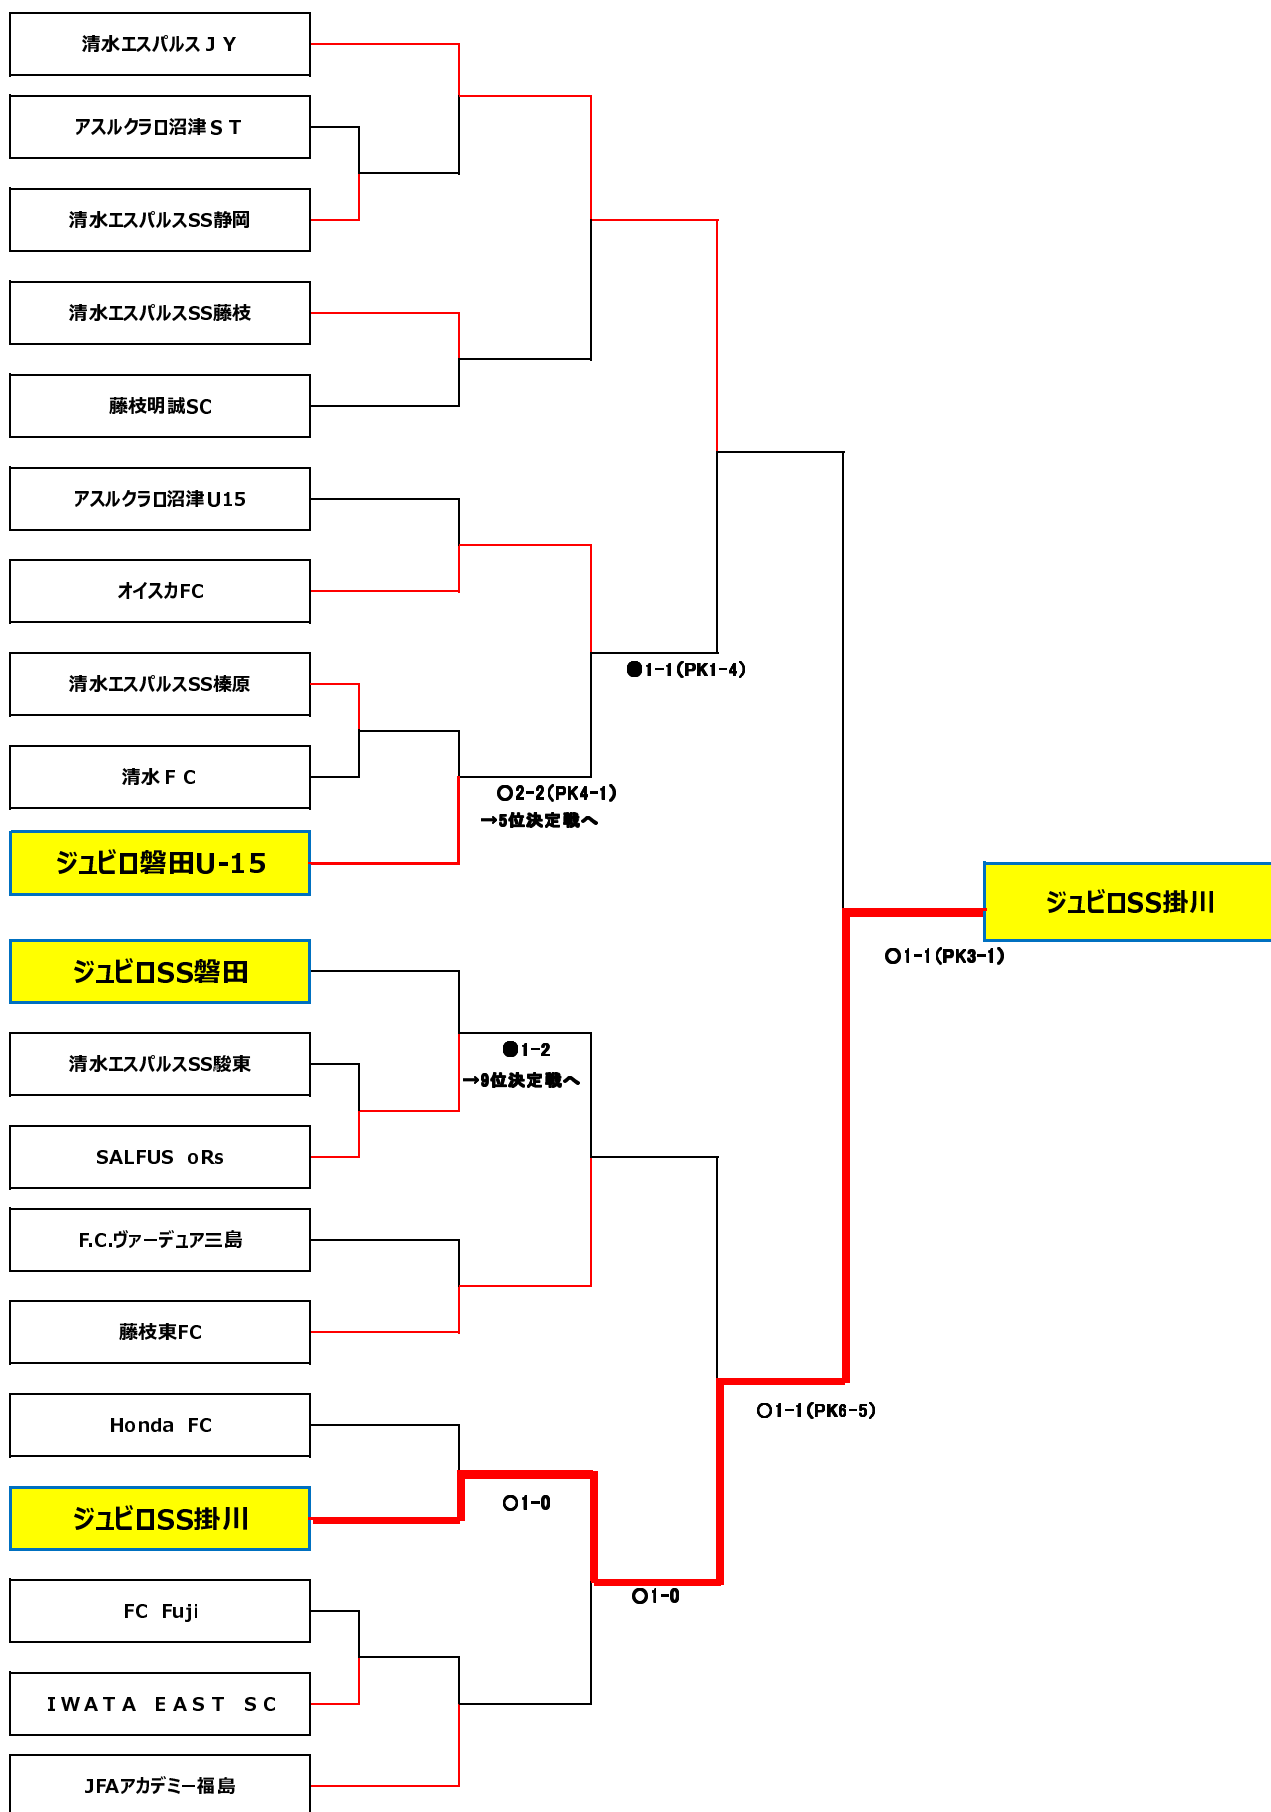 清水エスパルスＪＹ
アスルクラロ沼津ＳＴ
清水エスパルスSS静岡
清水エスパルスSS藤枝
藤枝明誠SC
アスルクラロ沼津U15
オイスカFC
清水エスパルスSS榛原
●1-1(PK1-4)
清水ＦＣ
○2-2(PK4-1)
→5位決定戦へ
ジュビロ磐田U-15
ジュビロSS掛川
○1-1(PK3-1)
ジュビロSS磐田
●1-2
→9位決定戦へ
清水エスパルスSS駿東
SALFUS　oRs
F.C.ヴァーデュア三島
藤枝東FC
Honda　FC
○1-1(PK6-5)
○1-0
ジュビロSS掛川
○1-0
FC　Fuji
ＩＷＡＴＡ　ＥＡＳＴ　ＳＣ
JFAアカデミー福島